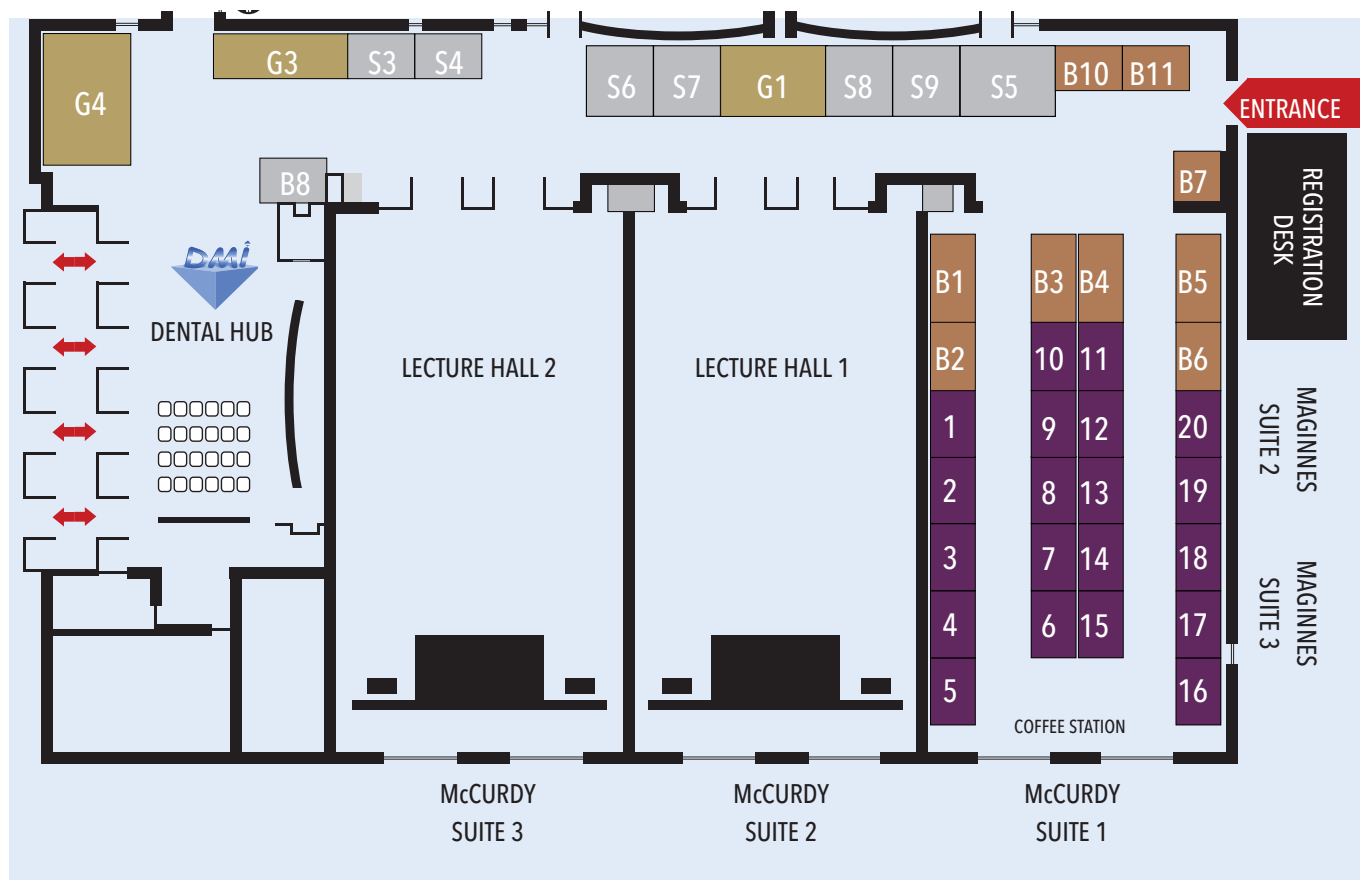 G4
G3
S3
S4
S6
S7
G1
S8
S9
S5
B10
B11
ENTRANCE
B8
B7
REGISTRATION
DESK
DMi
DENTAL HUB
LECTURE HALL 2
LECTURE HALL 1
B1
B3
B4
B5
B2
10
11
B6
1
9
12
20
2
8
13
19
3
7
14
18
4
6
15
17
5
16
COFFEE STATION
MAGINNES
SUITE 2
MAGINNES
SUITE 3
McCURDY
SUITE 3
McCURDY
SUITE 2
McCURDY
SUITE 1